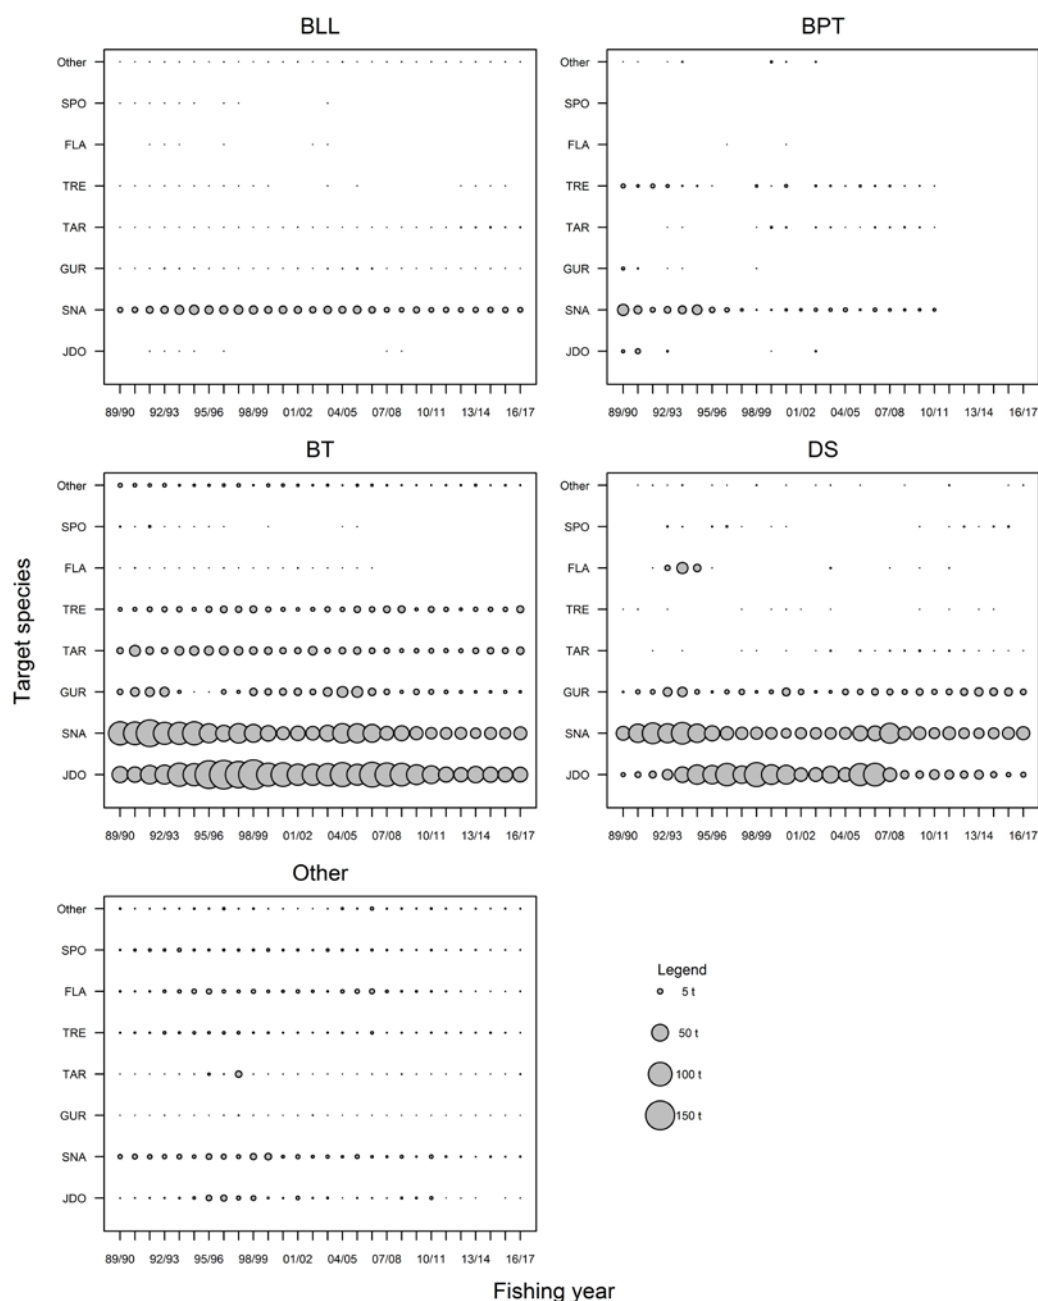 BLL
Other
SPO
FLA
TRE
TAR
GUR
SNA
JDO
89/90 92/93 95/96 98/99 01/02 04/05 07/08 10/11 13/14 16/17
BPT
Other
SPO
FLA
TRE
TAR
GUR
SNA
JDO
89/90 92/93 95/96 98/99 01/02 04/05 07/08 10/11 13/14 16/17
BT
Other
SPO
FLA
TRE
TAR
GUR
SNA
JDO
89/90 92/93 95/96 98/99 01/02 04/05 07/08 10/11 13/14 16/17
DS
Other
SPO
FLA
TRE
TAR
GUR
SNA
JDO
89/90 92/93 95/96 98/99 01/02 04/05 07/08 10/11 13/14 16/17
Target species
Other
Other
SPO
FLA
TRE
TAR
GUR
SNA
JDO
89/90 92/93 95/96 98/99 01/02 04/05 07/08 10/11 13/14 16/17
Legend
5 t
50 t
100 t
150 t
Fishing year